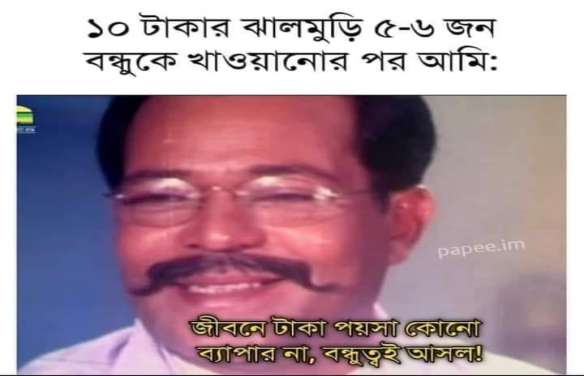 ১০ টাকার ঝালমুড়ি ৫-৬ জন
বন্ধুকে খাওয়ানোর পর আমি:
papee.im
জীবনে টাকা পয়সা কোনো
ব্যাপার না, বন্ধুত্বই আসল!